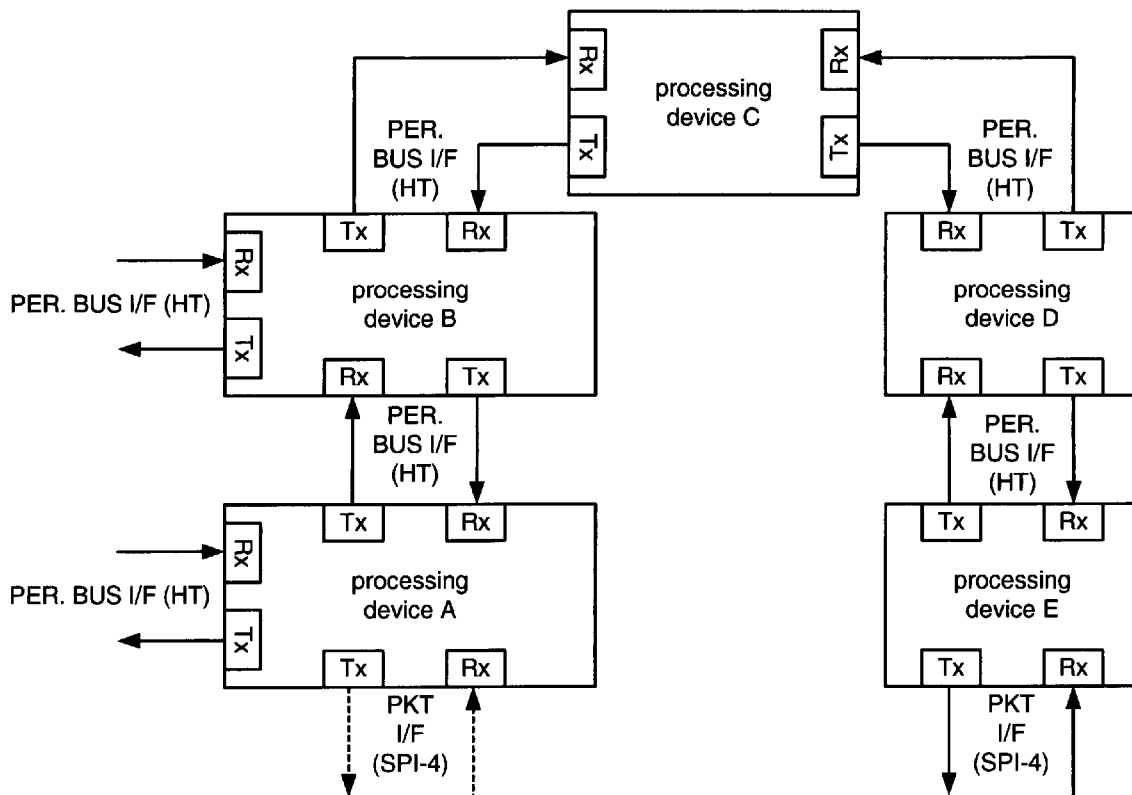 Rx
Rx
processing
device C
Tx
Tx
PER.
BUS I/F
(HT)
PER.
BUS I/F
(HT)
Tx
Rx
Rx
Tx
Rx
processing
device B
processing
device D
PER. BUS I/F (HT)
Tx
Rx
Tx
Rx
Tx
PER.
BUS I/F
(HT)
PER.
BUS I/F
(HT)
Tx
Rx
Tx
Rx
Rx
processing
device A
processing
device E
PER. BUS I/F (HT)
Tx
Tx
Rx
Tx
Rx
PKT
I/F
(SPI-4)
PKT
I/F
(SPI-4)